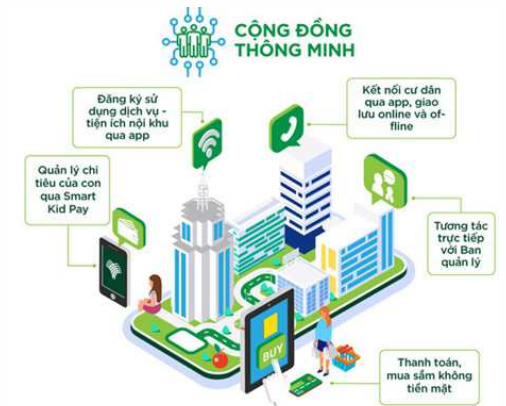 CỘNG ĐỒNG
THÔNG MINH
Đăng ký sử
dụng dịch vụ -
tiện ích nội khu
qua app
Kết nối cư dân
qua app, giao
lưu online và of-
fline
Quản lý chi
tiêu của con
qua Smart
Kid Pay
Tương tác
trực tiếp
với Ban
quản lý
BUY
Thanh toán,
mua sắm không
tiền mặt